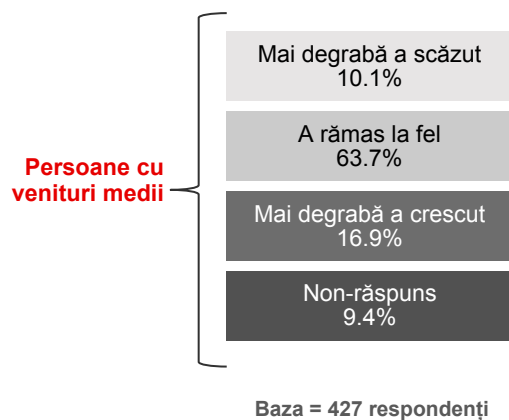 Persoane cu
venituri medii
Mai degrabă a scăzut
10.1%
A rămas la fel
63.7%
Mai degrabă a crescut
16.9%
Non-răspuns
9.4%
Baza = 427 respondenți